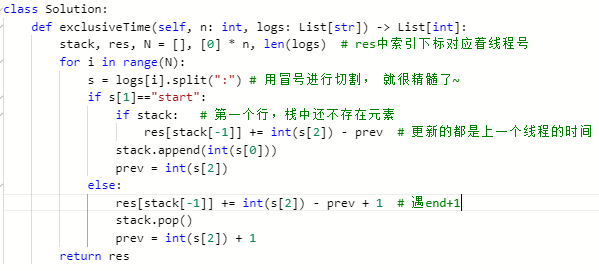 class Solution:
    def exclusiveTime(self, n: int, logs: List[str]) -> List[int]:
        stack, res, N = [], [0] * n, len(logs)  # res中索引下标对应着线程号
        for i in range(N):
            s = logs[i].split(":") # 用冒号进行切割， 就很精髓了~
            if s[1]=="start":
                if stack:   # 第一个行，栈中还不存在元素
                    res[stack[-1]] += int(s[2]) - prev  # 更新的都是上一个线程的时间
                stack.append(int(s[0]))
                prev = int(s[2])
            else:
                res[stack[-1]] += int(s[2]) - prev + 1  # 遇end+1
                stack.pop()
                prev = int(s[2]) + 1
        return res